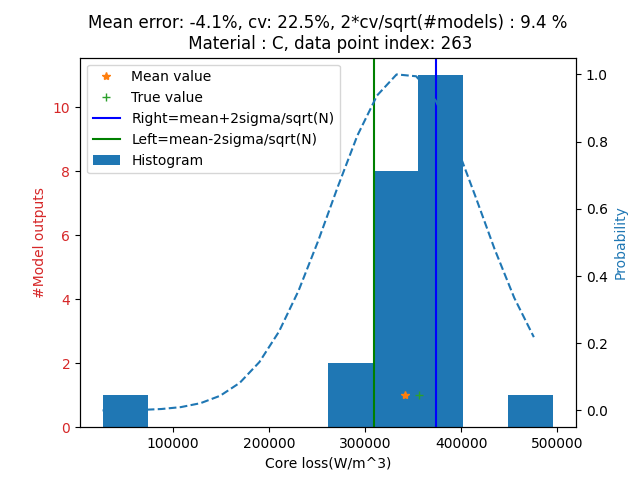 Mean error: -4.1%, cv: 22.5%, 2*cv/sqrt(#models) : 9.4 %
Material : C, data point index: 263
Mean value
True value
Right=mean+2sigma/sqrt(N)
Left=mean-2sigma/sqrt(N)
Histogram
#Model outputs
10
8
6
4
2
0
1.0
0.8
0.6
0.4
0.2
0.0
Probability
100000 200000 300000 400000 500000
Core loss(W/m^3)